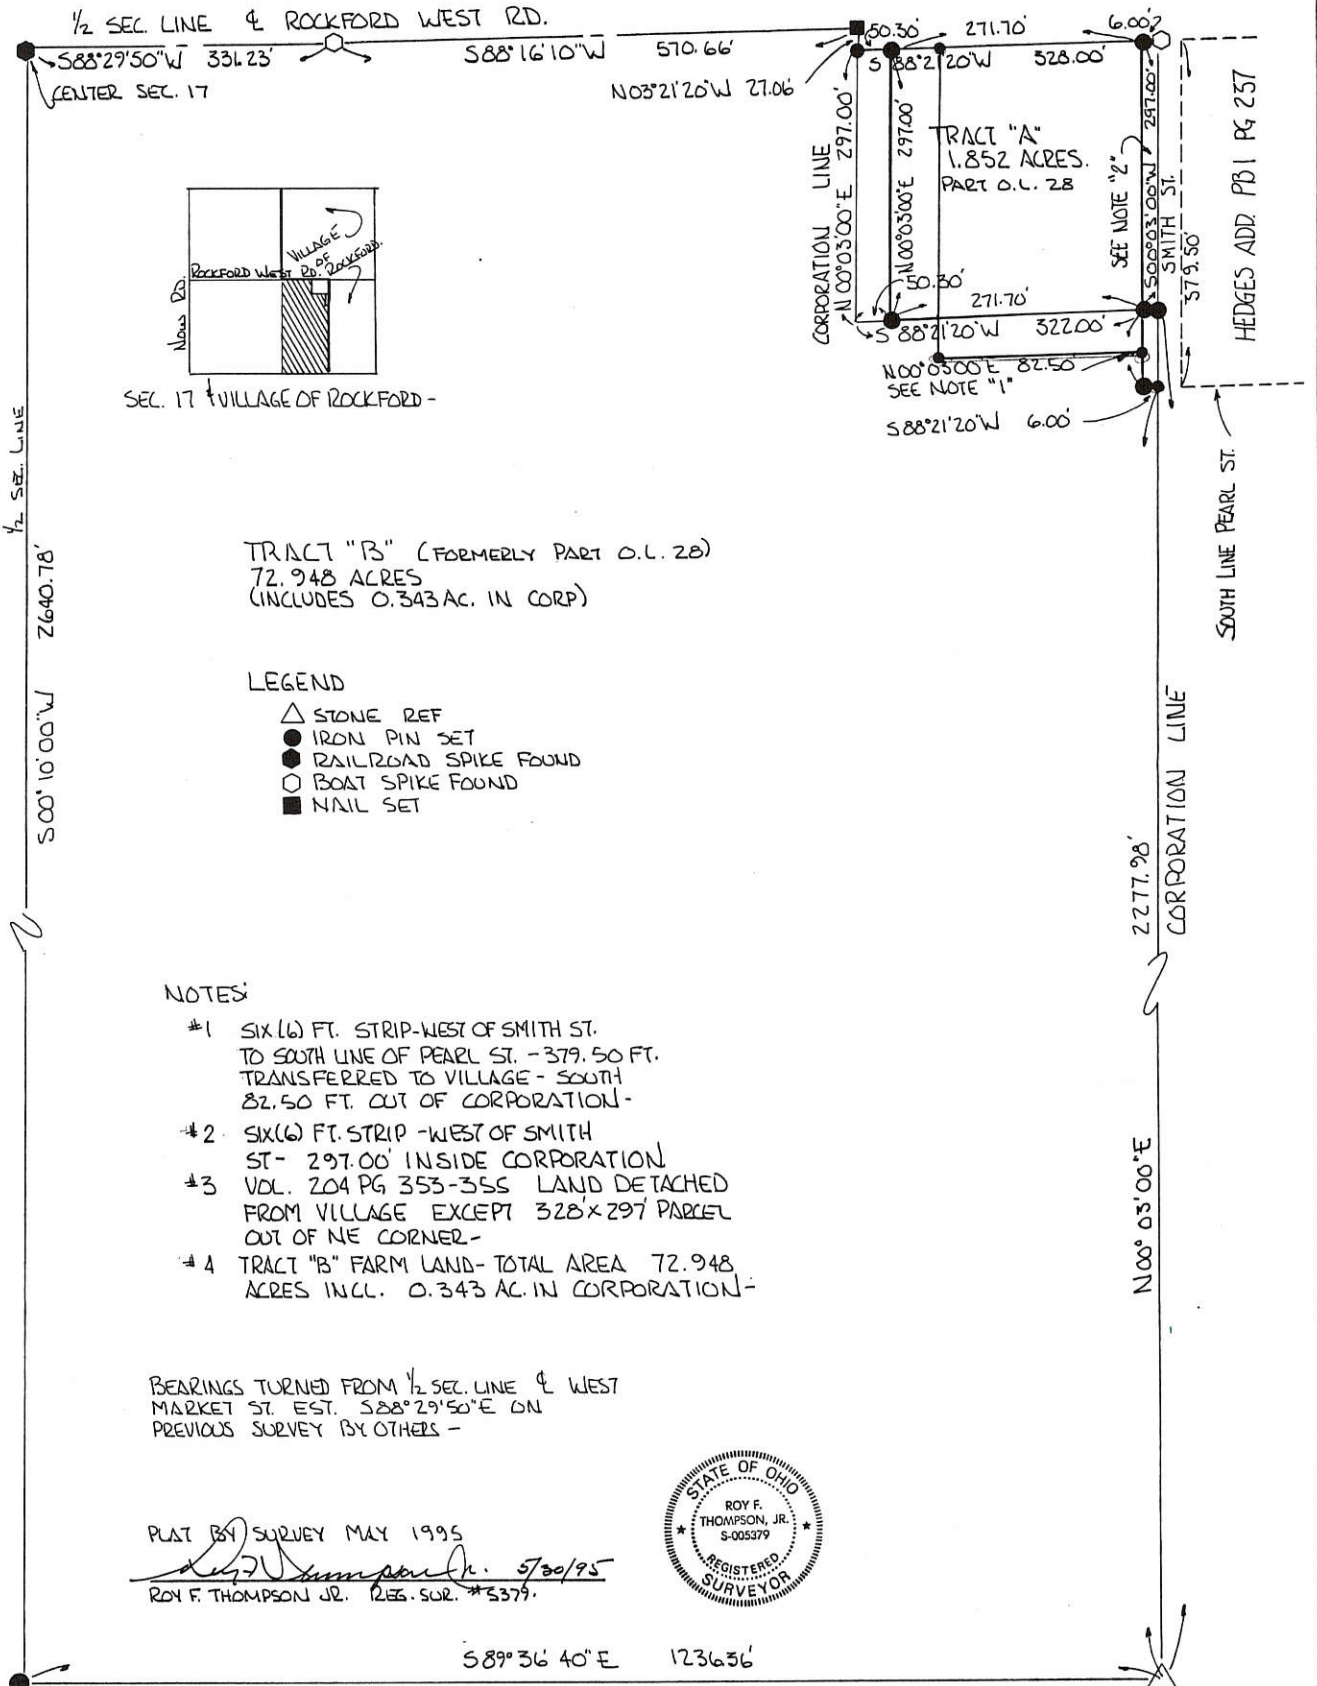 ½ SEC. LINE ℄ ROCKFORD WEST RD.
S88°29'50"W 331.23'
S88°16'10"W 570.66'
50.30'
271.70'
6.00'
S 88°21'20"W 328.00'
CENTER SEC. 17
N03°21'20"W 27.06'
CORPORATION LINE
N 00°03'00"E 297.00'
N00°03'00"E 297.00'
TRACT "A"
1.852 ACRES.
PART O.L. 28
SEE NOTE "2"
S00°03'00"W 297.00'
SMITH ST.
379.50'
HEDGES ADD. PB1 PG 237
50.30'
271.70'
S 88°21'20"W 322.00'
N00°03'00"E 82.50'
SEE NOTE "1"
S88°21'20"W 6.00'
SOUTH LINE PEARL ST.
VILLAGE
OF
ROCKFORD.
ROCKFORD WEST RD.
NOW RD.
SEC. 17 & VILLAGE OF ROCKFORD-
½ SEC. LINE
S00°10'00"W 2640.78'
TRACT "B" (FORMERLY PART O.L. 28)
72.948 ACRES
(INCLUDES 0.343 AC. IN CORP)
LEGEND
STONE REF
IRON PIN SET
RAILROAD SPIKE FOUND
BOAT SPIKE FOUND
NAIL SET
2277.98'
CORPORATION LINE
N00°03'00"E
NOTES:
#1 SIX (6) FT. STRIP-WEST OF SMITH ST.
TO SOUTH LINE OF PEARL ST. - 379.50 FT.
TRANSFERRED TO VILLAGE - SOUTH
82.50 FT. OUT OF CORPORATION-
#2 SIX(6) FT. STRIP -WEST OF SMITH
ST- 297.00' INSIDE CORPORATION
#3 VOL. 204 PG 353-355 LAND DETACHED
FROM VILLAGE EXCEPT 328'x297' PARCEL
OUT OF NE CORNER-
#4 TRACT "B" FARM LAND- TOTAL AREA 72.948
ACRES INCL. 0.343 AC. IN CORPORATION-
BEARINGS TURNED FROM ½ SEC. LINE ℄ WEST
MARKET ST. EST. S88°29'50"E ON
PREVIOUS SURVEY BY OTHERS -
STATE OF OHIO
ROY F.
THOMPSON, JR.
S-005379
REGISTERED
SURVEYOR
PLAT BY SURVEY MAY 1995
Roy F Thompson Jr. 5/30/95
ROY F. THOMPSON JR. REG. SUR. #5379.
S89°36'40"E 1236.36'